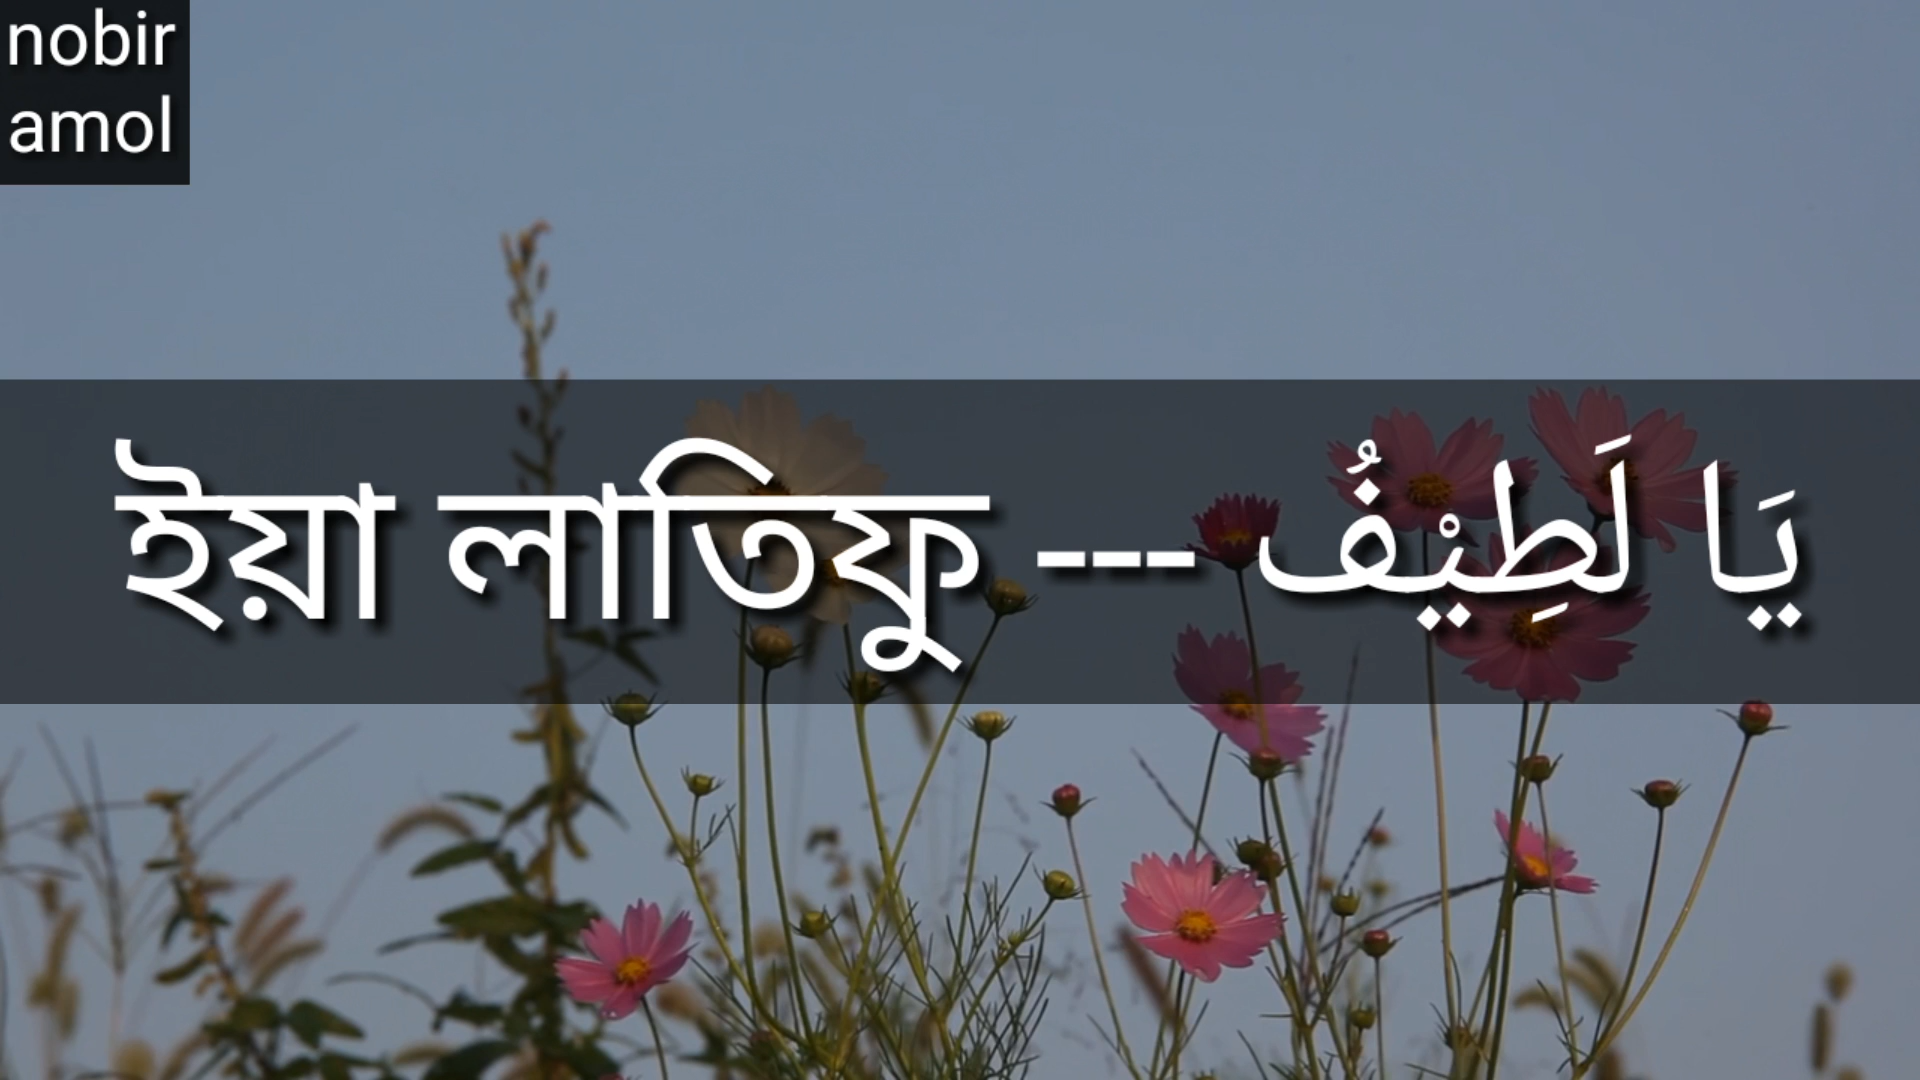 nobir
amol
ইয়া লাতিফু --- يَا لَطِيْفُ